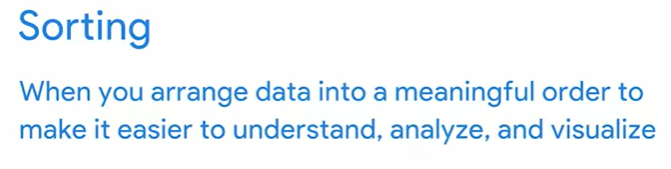 Sorting
When you arrange data into a meaningful order to
make it easier to understand, analyze, and visualize